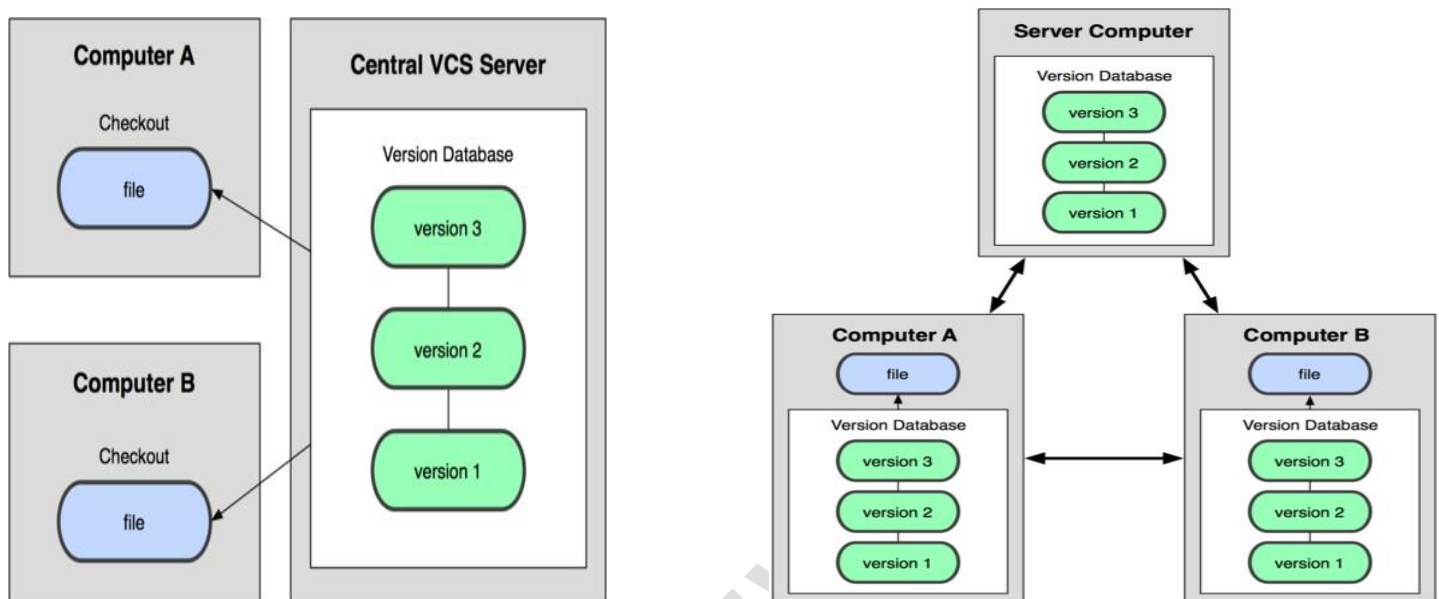 Computer A
Checkout
file
Computer B
Checkout
file
Central VCS Server
Version Database
version 3
version 2
version 1
Server Computer
Version Database
version 3
version 2
version 1
Computer A
file
Version Database
version 3
version 2
version 1
Computer B
file
Version Database
version 3
version 2
version 1